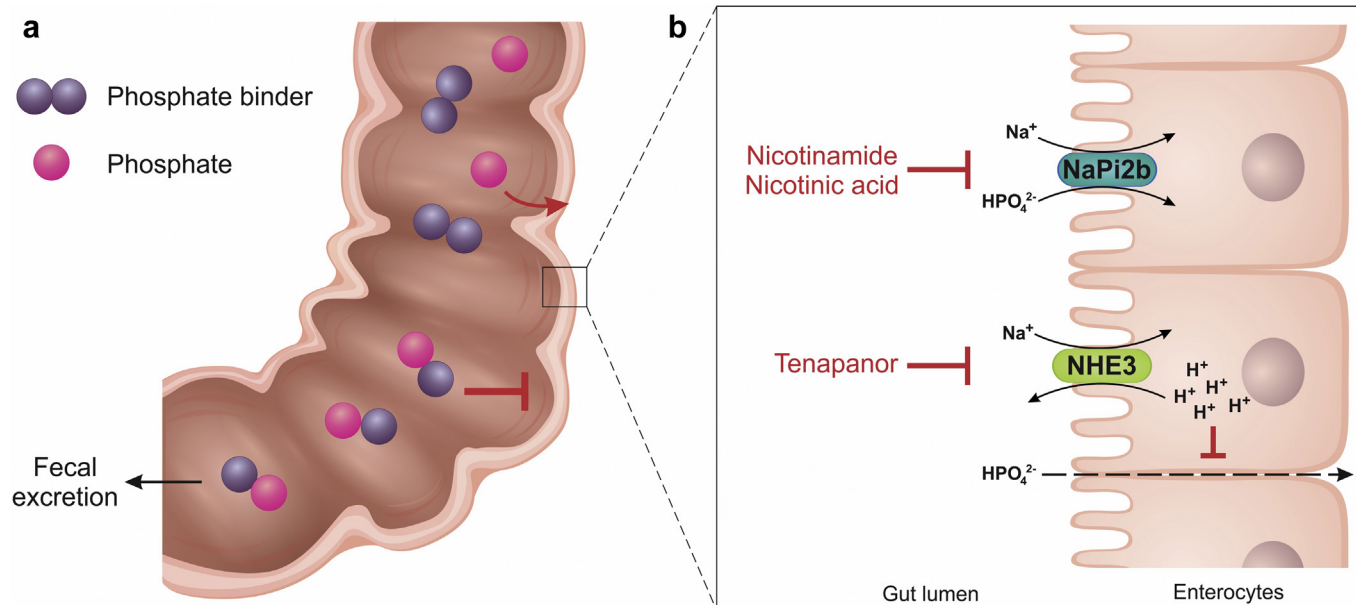 a
Phosphate binder
Phosphate
Fecal
excretion
b
Nicotinamide
Nicotinic acid
Na⁺
NaPi2b
HPO₄²⁻
Tenapanor
Na⁺
NHE3
H⁺
H⁺ H⁺
H⁺ H⁺
HPO₄²⁻
Gut lumen
Enterocytes